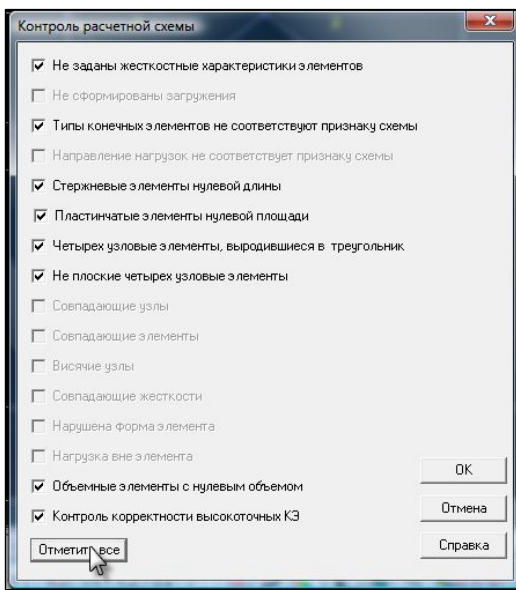 Контроль расчетной схемы
Не заданы жесткостные характеристики элементов
Не сформированы загружения
Типы конечных элементов не соответствуют признаку схемы
Направление нагрузок не соответствует признаку схемы
Стержневые элементы нулевой длины
Пластинчатые элементы нулевой площади
Четырех узловые элементы, выродившиеся в треугольник
Не плоские четырех узловые элементы
Совпадающие узлы
Совпадающие элементы
Висячие узлы
Совпадающие жесткости
Нарушена форма элемента
Нагрузка вне элемента
Объемные элементы с нулевым объемом
Контроль корректности высокоточных КЭ
Отметить все
OK
Отмена
Справка